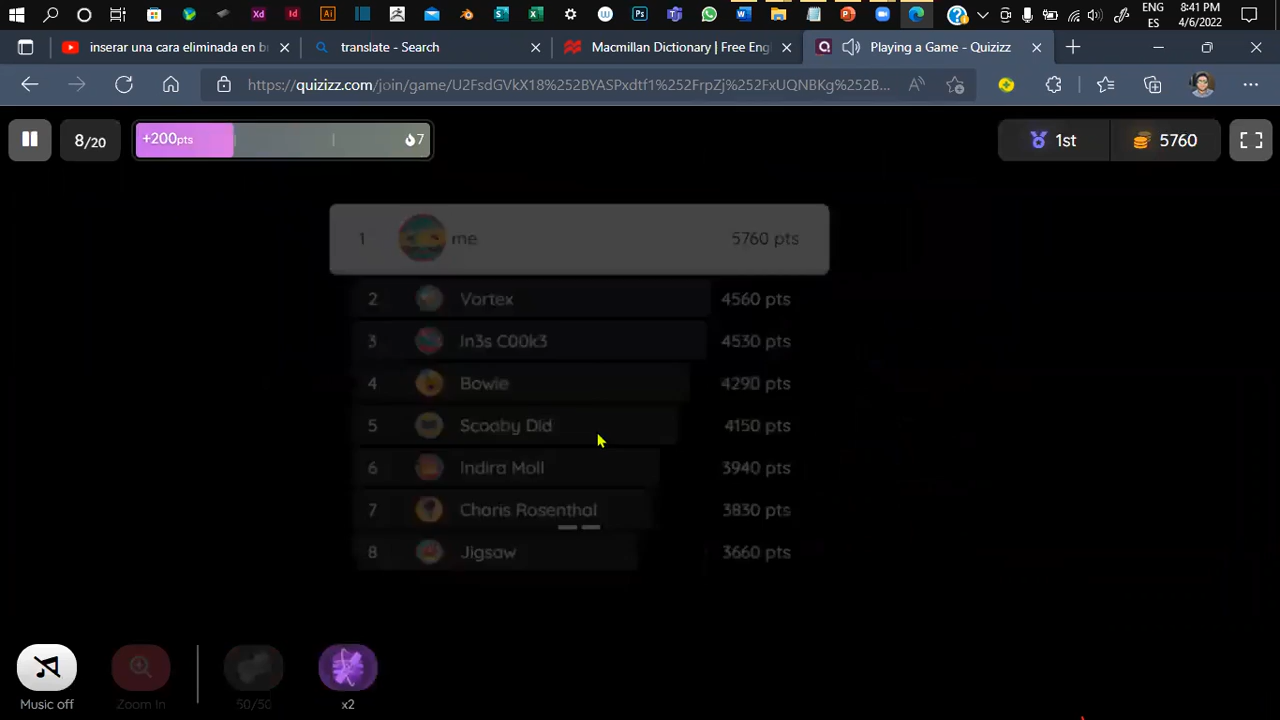 ENG
ES
8:41 PM
4/6/2022
inserar una cara eliminada en b
translate - Search
Macmillan Dictionary | Free Eng
Playing a Game - Quizizz
https://quizizz.com/join/game/U2FsdGVkX18%252BYASPxdtf1%252FrpZj%252FxUQNBKg%252B...
8/20
+200pts
7
1st
5760
1 me 5760 pts
2 Vortex 4560 pts
3 In3s C00k3 4530 pts
4 Bowie 4290 pts
5 Scooby Did 4150 pts
6 Indira Moll 3940 pts
7 Charis Rosenthal 3830 pts
8 Jigsaw 3660 pts
Music off
Zoom In
50/50
x2